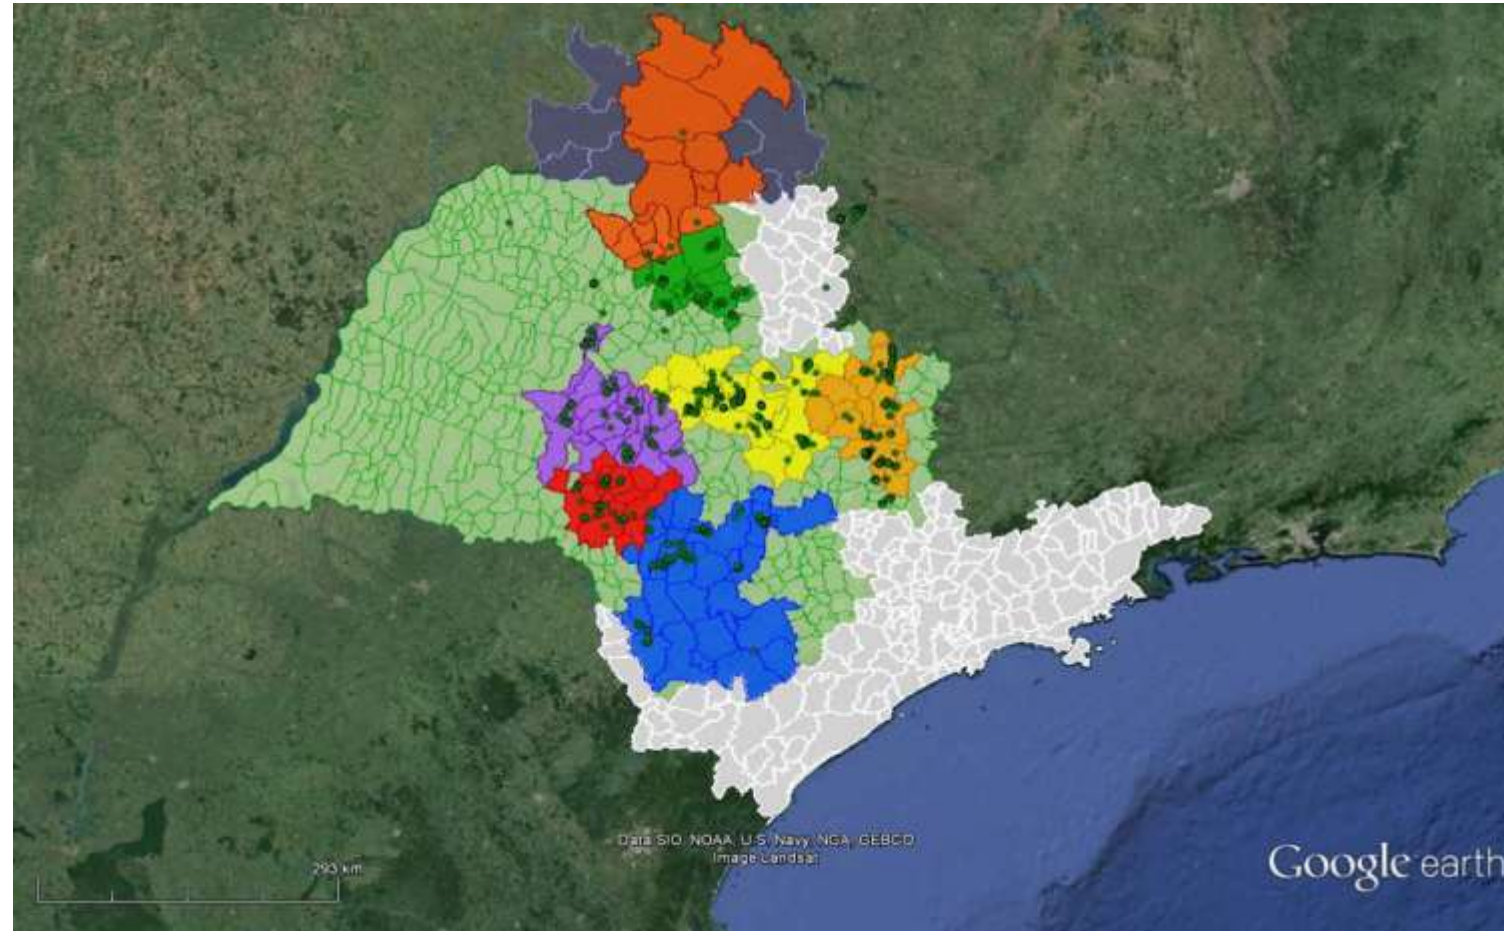 293 km
Data SIO, NOAA, U.S. Navy, NGA, GEBCO
Image Landsat
Google earth